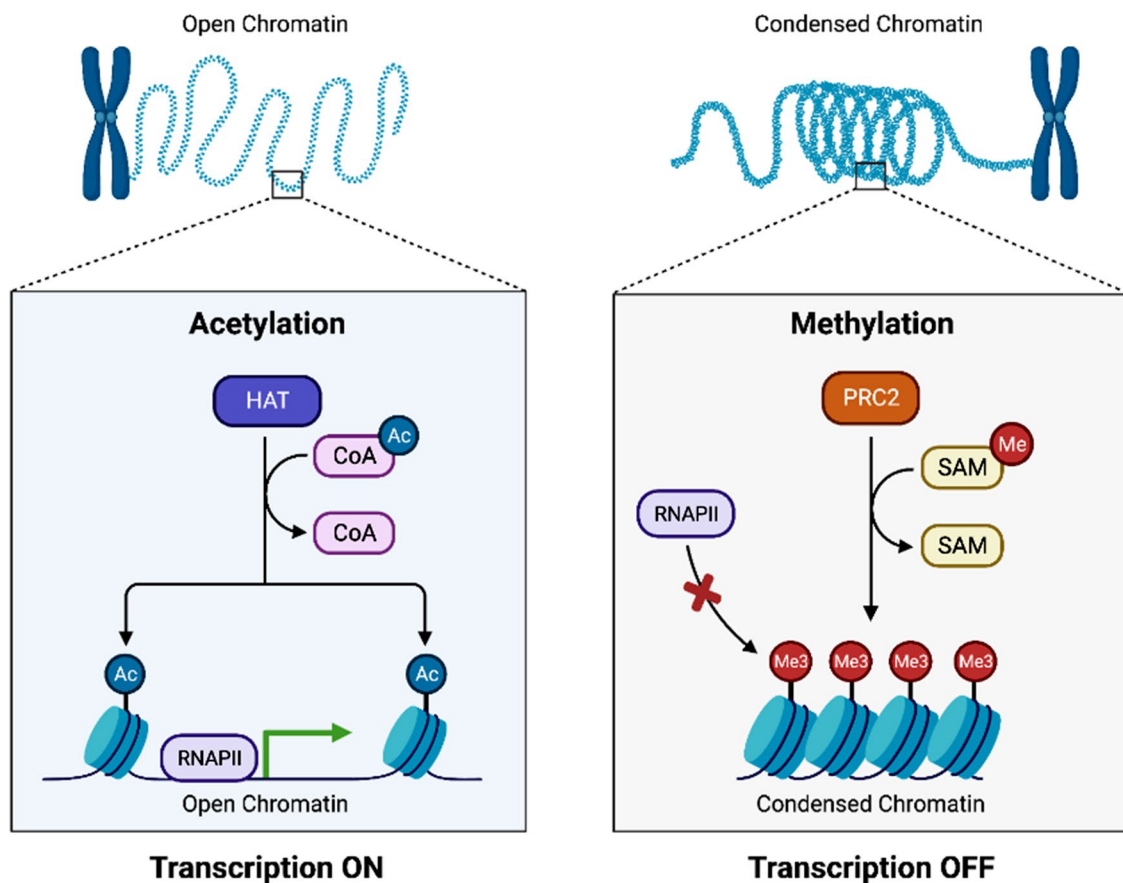 Open Chromatin
Acetylation
HAT
Ac
CoA
CoA
Ac
Ac
RNAPII
Open Chromatin
Transcription ON
Condensed Chromatin
Methylation
PRC2
Me
SAM
RNAPII
SAM
Me3 Me3 Me3 Me3
Condensed Chromatin
Transcription OFF